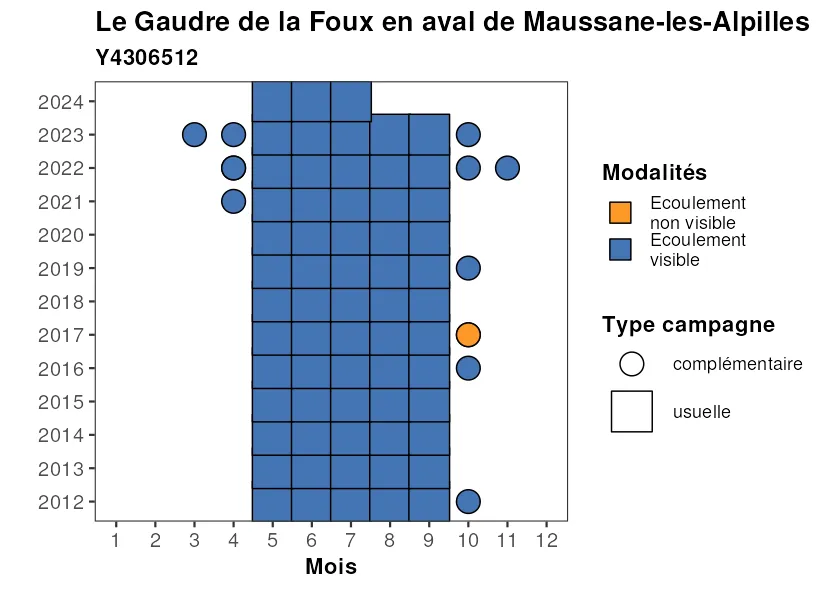 Le Gaudre de la Foux en aval de Maussane-les-Alpilles
Y4306512
2024
2023
2022
2021
2020
2019
2018
2017
2016
2015
2014
2013
2012
1 2 3 4 5 6 7 8 9 10 11 12
Mois
Modalités
Ecoulement
non visible
Ecoulement
visible
Type campagne
complémentaire
usuelle